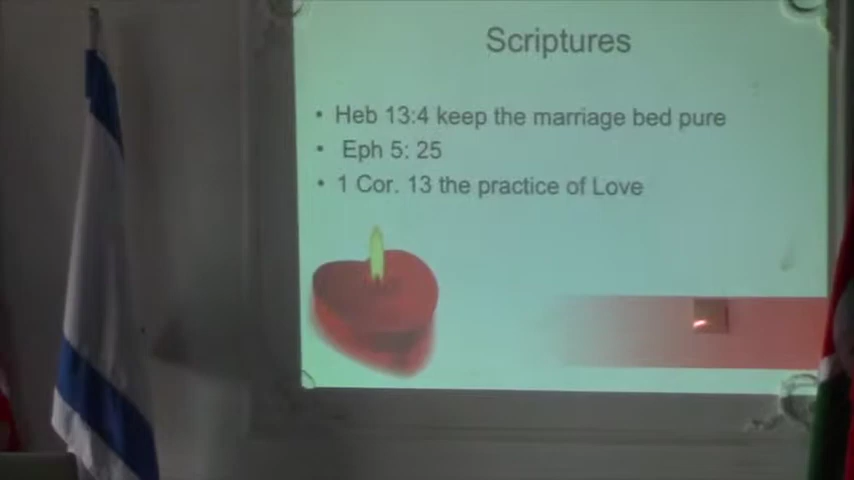 Scriptures
• Heb 13:4 keep the marriage bed pure
• Eph 5: 25
• 1 Cor. 13 the practice of Love